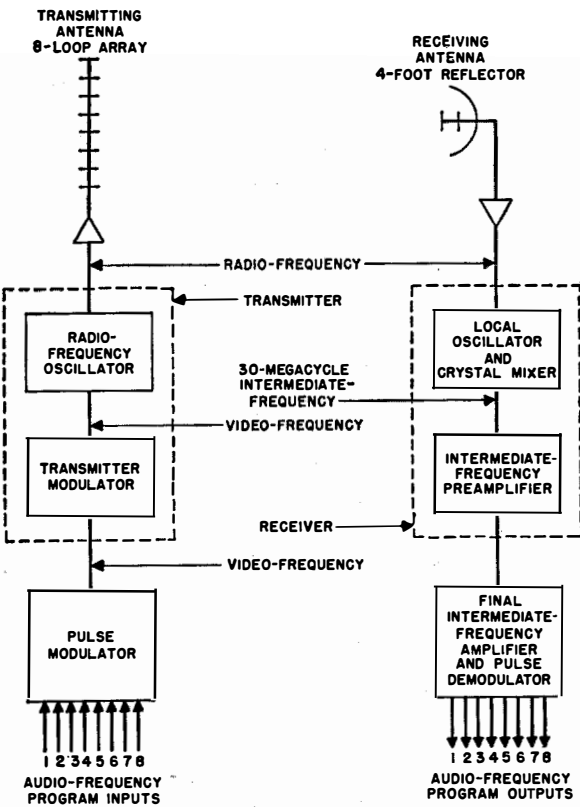 TRANSMITTING
ANTENNA
8-LOOP ARRAY
RECEIVING
ANTENNA
4-FOOT REFLECTOR
RADIO-FREQUENCY
TRANSMITTER
RADIO-
FREQUENCY
OSCILLATOR
LOCAL
OSCILLATOR
AND
CRYSTAL MIXER
30-MEGACYCLE
INTERMEDIATE-
FREQUENCY
VIDEO-FREQUENCY
TRANSMITTER
MODULATOR
INTERMEDIATE-
FREQUENCY
PREAMPLIFIER
RECEIVER
VIDEO-FREQUENCY
PULSE
MODULATOR
FINAL
INTERMEDIATE-
FREQUENCY
AMPLIFIER
AND PULSE
DEMODULATOR
1 2 3 4 5 6 7 8
AUDIO-FREQUENCY
PROGRAM INPUTS
1 2 3 4 5 6 7 8
AUDIO-FREQUENCY
PROGRAM OUTPUTS